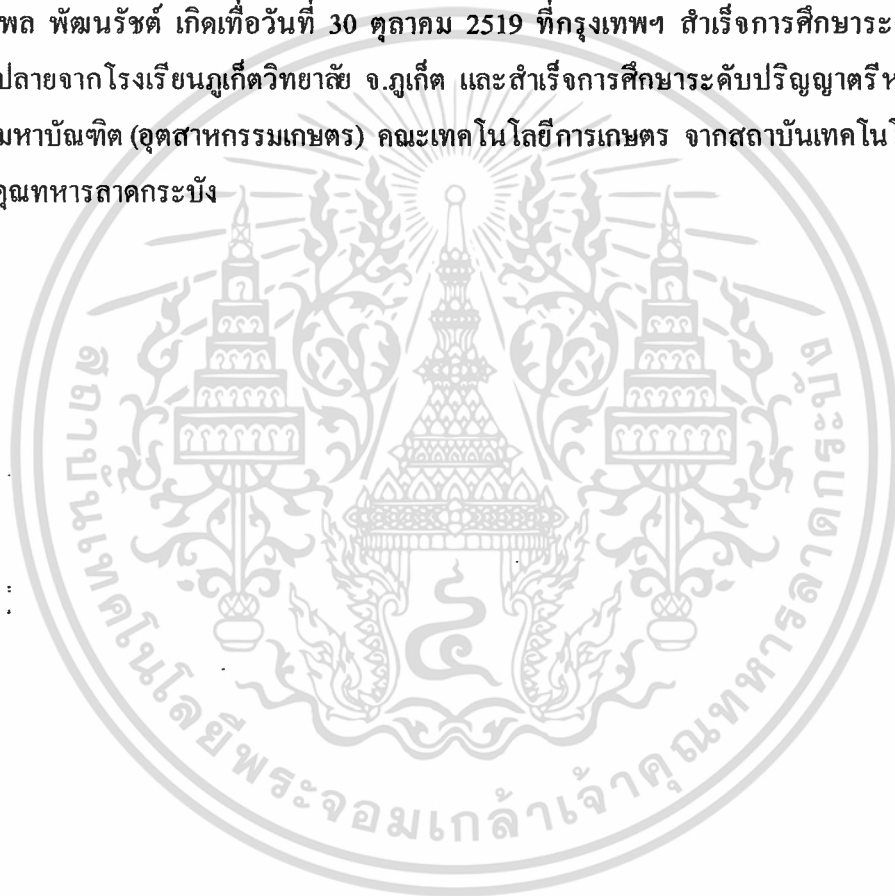 พล พัฒนรัชต์ เกิดเมื่อวันที่ 30 ตุลาคม 2519 ที่กรุงเทพฯ สำเร็จการศึกษาระ
ปลายจากโรงเรียนภูเก็ตวิทยาลัย จ.ภูเก็ต และสำเร็จการศึกษาระดับปริญญาตรีห
มหาบัณฑิต (อุตสาหกรรมเกษตร) คณะเทคโนโลยีการเกษตร จากสถาบันเทคโนโ
คุณทหารลาดกระบัง
สถาบันเทคโนโลยีพระจอมเกล้าเจ้าคุณทหารลาดกระบัง
๔